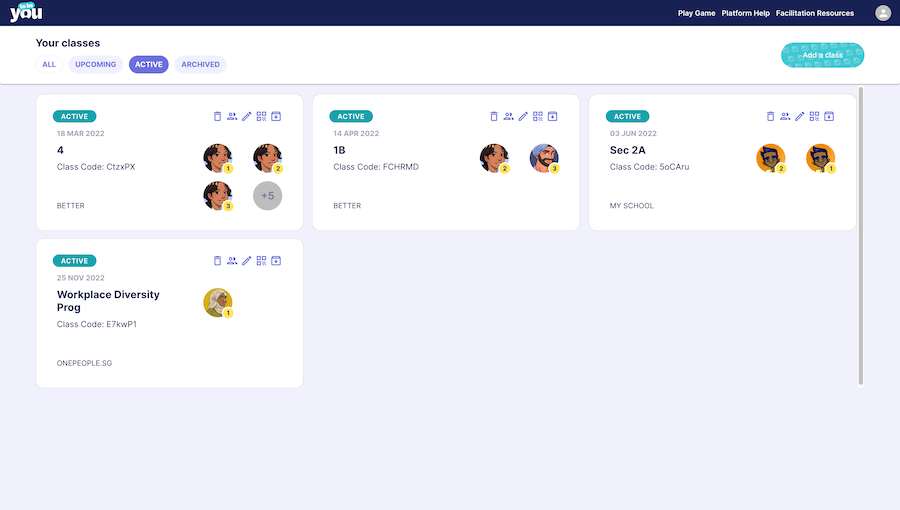 to be
you
Play Game Platform Help Facilitation Resources
Your classes
ALL UPCOMING ACTIVE ARCHIVED
Add a class
ACTIVE
18 MAR 2022
4
Class Code: CtzxPX
1 2
3 +5
BETTER
ACTIVE
14 APR 2022
1B
Class Code: FCHRMD
2 3
BETTER
ACTIVE
03 JUN 2022
Sec 2A
Class Code: 5oCAru
2 1
MY SCHOOL
ACTIVE
25 NOV 2022
Workplace Diversity
Prog
Class Code: E7kwP1
1
ONEPEOPLE.SG